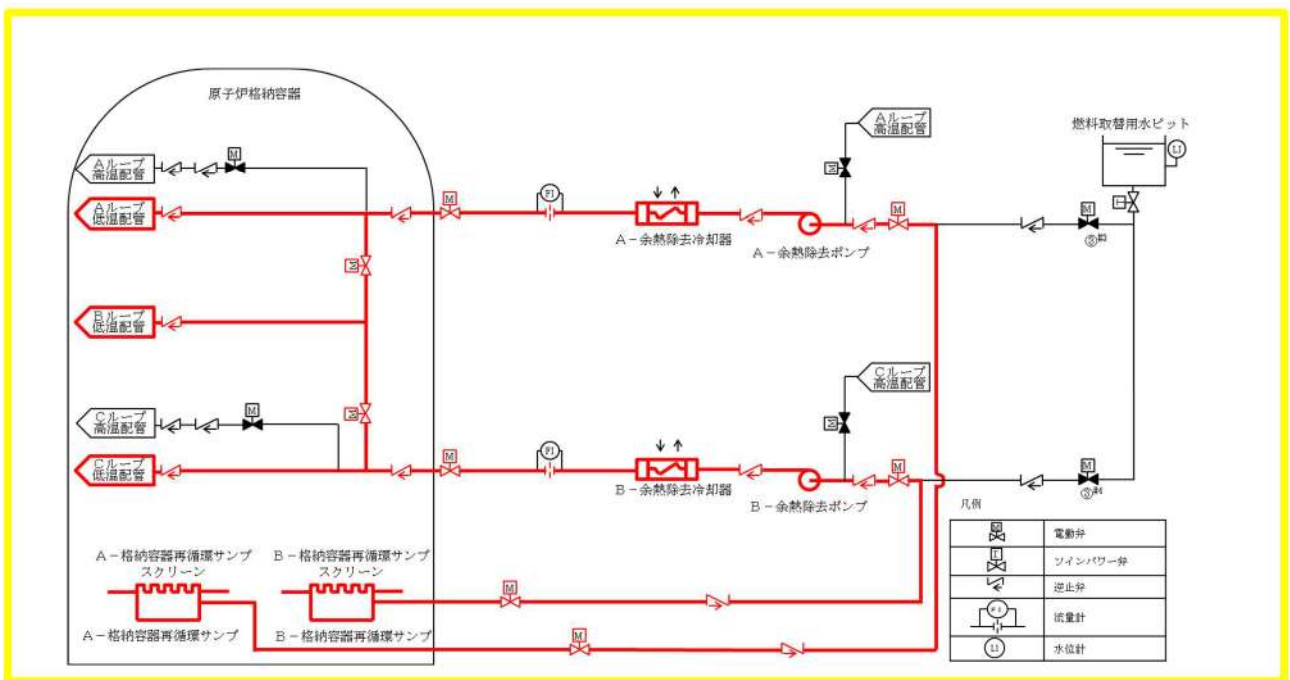 原子炉格納容器
Aループ
高温配管
M
Aループ
低温配管
M
FI
A-余熱除去冷却器
A-余熱除去ポンプ
M
Aループ
高温配管
M
燃料取替用水ピット
LI
T
M
M
Bループ
低温配管
M
Cループ
高温配管
M
Cループ
低温配管
M
FI
B-余熱除去冷却器
B-余熱除去ポンプ
M
Cループ
高温配管
M
M
A-格納容器再循環サンプ
スクリーン
A-格納容器再循環サンプ
B-格納容器再循環サンプ
スクリーン
B-格納容器再循環サンプ
M
M
凡例
M 電動弁
T ツインパワー弁
逆止弁
FI 流量計
LI 水位計